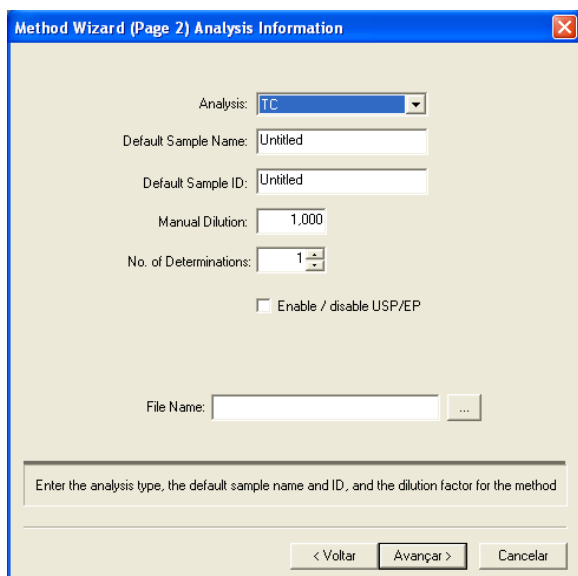 Method Wizard (Page 2) Analysis Information
Analysis: TC
Default Sample Name: Untitled
Default Sample ID: Untitled
Manual Dilution: 1,000
No. of Determinations: 1
Enable / disable USP/EP
File Name: ...
Enter the analysis type, the default sample name and ID, and the dilution factor for the method
< Voltar Avançar > Cancelar